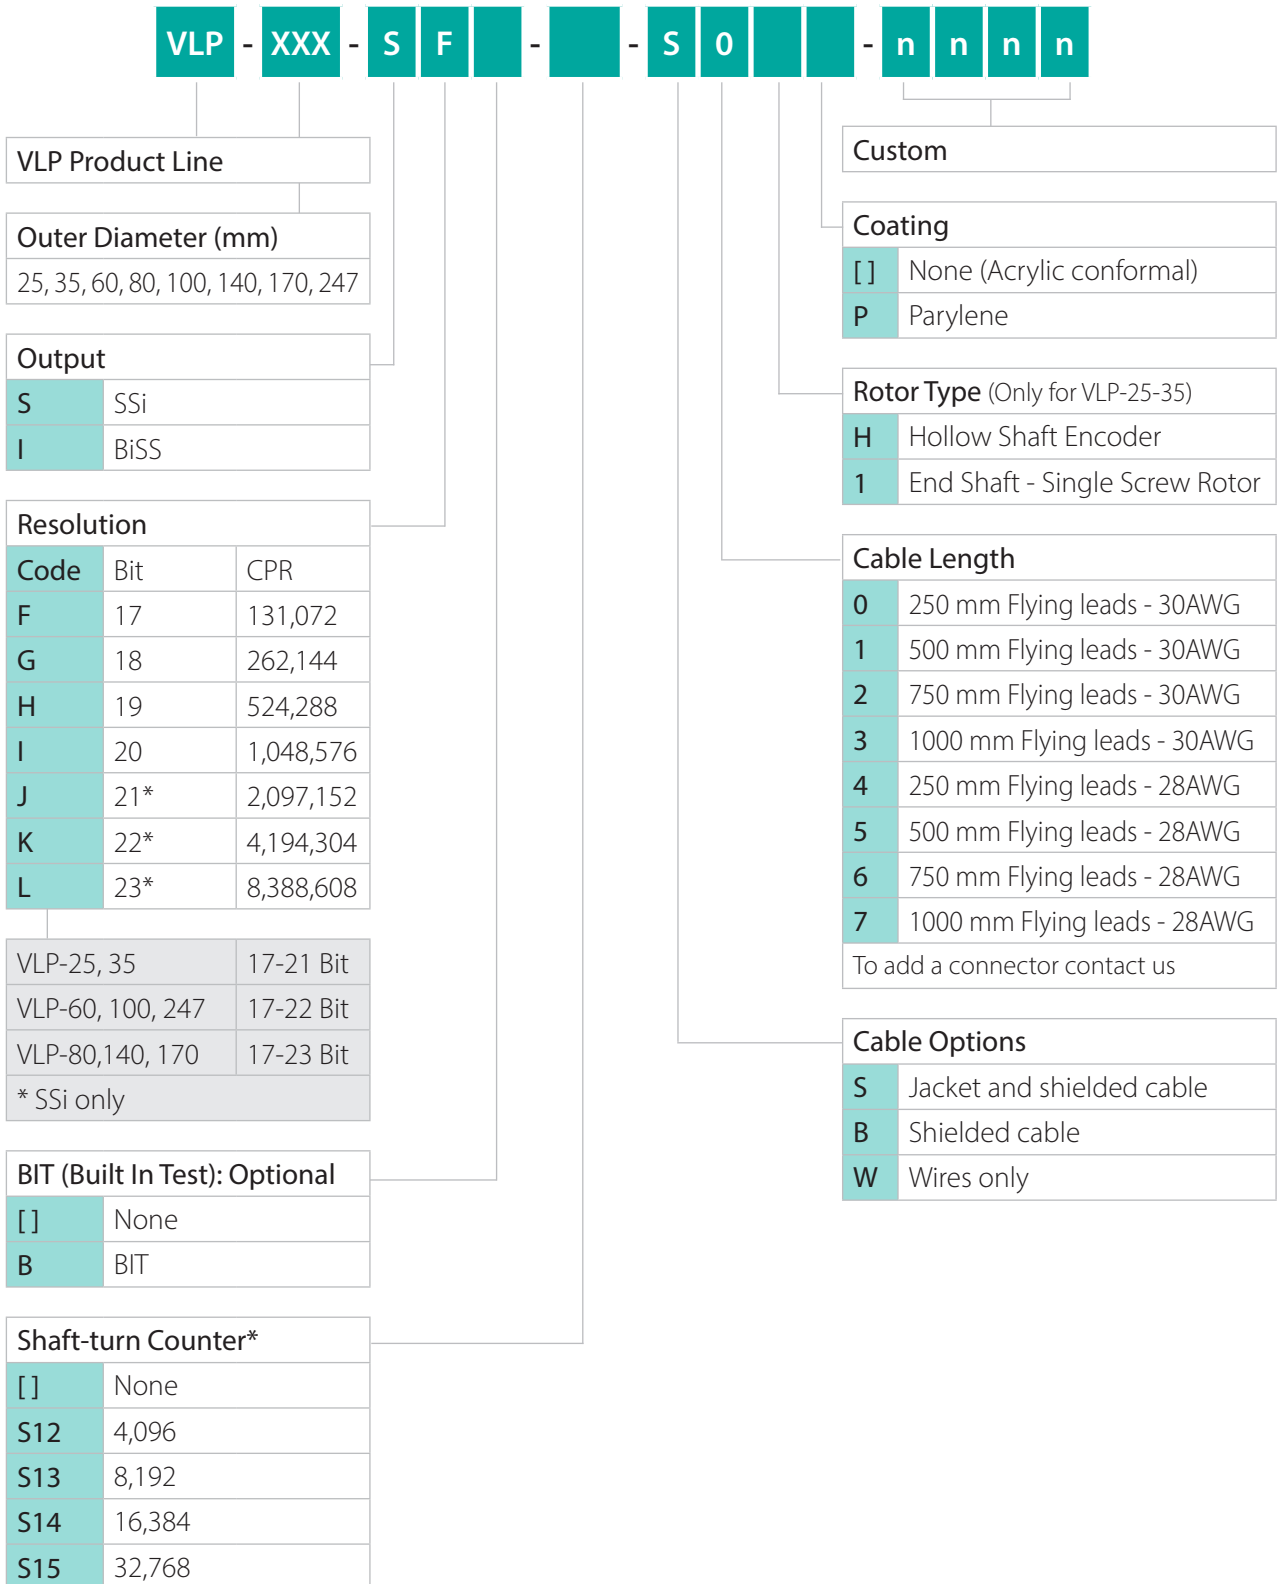 VLP - XXX - S F - - S 0 - n n n n
VLP Product Line
Outer Diameter (mm)
25, 35, 60, 80, 100, 140, 170, 247
Output
S SSi
I BiSS
Resolution
Code Bit CPR
F 17 131,072
G 18 262,144
H 19 524,288
I 20 1,048,576
J 21* 2,097,152
K 22* 4,194,304
L 23* 8,388,608
VLP-25, 35 17-21 Bit
VLP-60, 100, 247 17-22 Bit
VLP-80,140, 170 17-23 Bit
* SSi only
BIT (Built In Test): Optional
[ ] None
B BIT
Shaft-turn Counter*
[ ] None
S12 4,096
S13 8,192
S14 16,384
S15 32,768
Custom
Coating
[ ] None (Acrylic conformal)
P Parylene
Rotor Type (Only for VLP-25-35)
H Hollow Shaft Encoder
1 End Shaft - Single Screw Rotor
Cable Length
0 250 mm Flying leads - 30AWG
1 500 mm Flying leads - 30AWG
2 750 mm Flying leads - 30AWG
3 1000 mm Flying leads - 30AWG
4 250 mm Flying leads - 28AWG
5 500 mm Flying leads - 28AWG
6 750 mm Flying leads - 28AWG
7 1000 mm Flying leads - 28AWG
To add a connector contact us
Cable Options
S Jacket and shielded cable
B Shielded cable
W Wires only